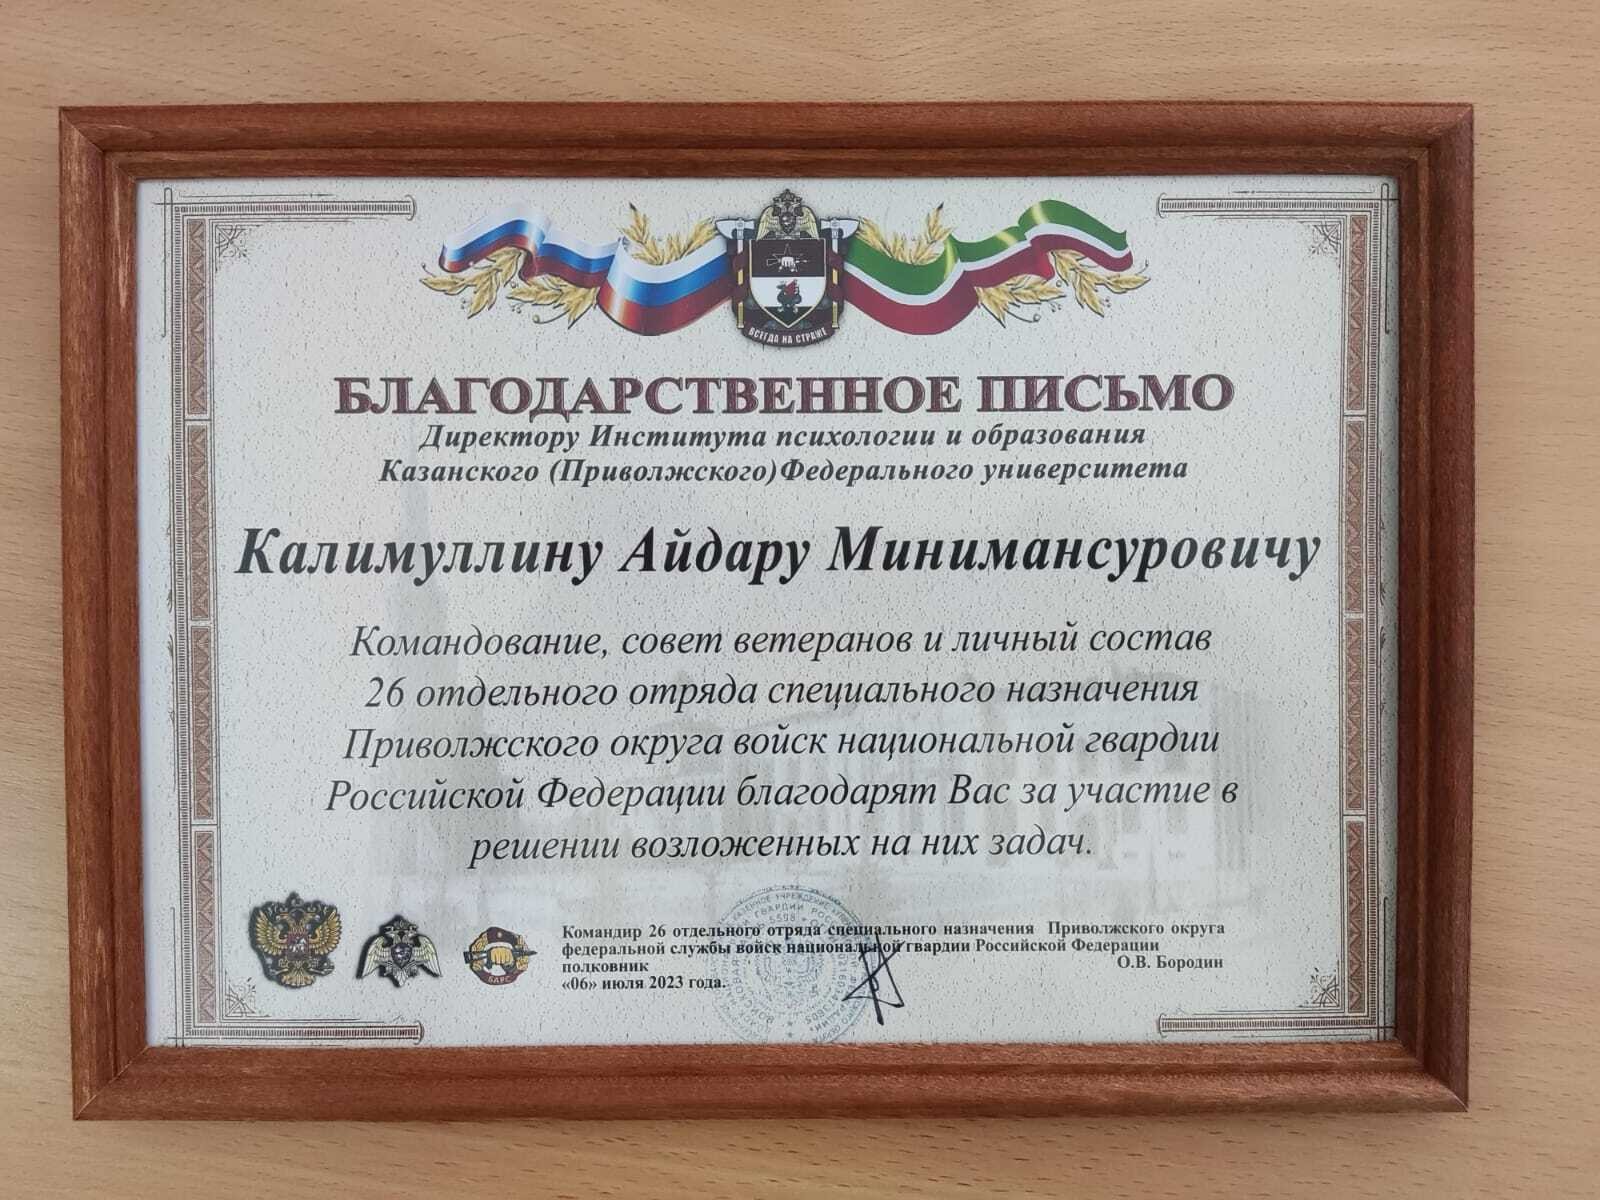 ВСЕГДА НА СТРАЖЕ
БЛАГОДАРСТВЕННОЕ ПИСЬМО
Директору Института психологии и образования
Казанского (Приволжского)Федерального университета
Калимуллину Айдару Минимансуровичу
Командование, совет ветеранов и личный состав
26 отдельного отряда специального назначения
Приволжского округа войск национальной гвардии
Российской Федерации благодарят Вас за участие в
решении возложенных на них задач.
Командир 26 отдельного отряда специального назначения Приволжского округа
федеральной службы войск национальной гвардии Российской Федерации
полковник О.В. Бородин
«06» июля 2023 года.
БАРС
5598